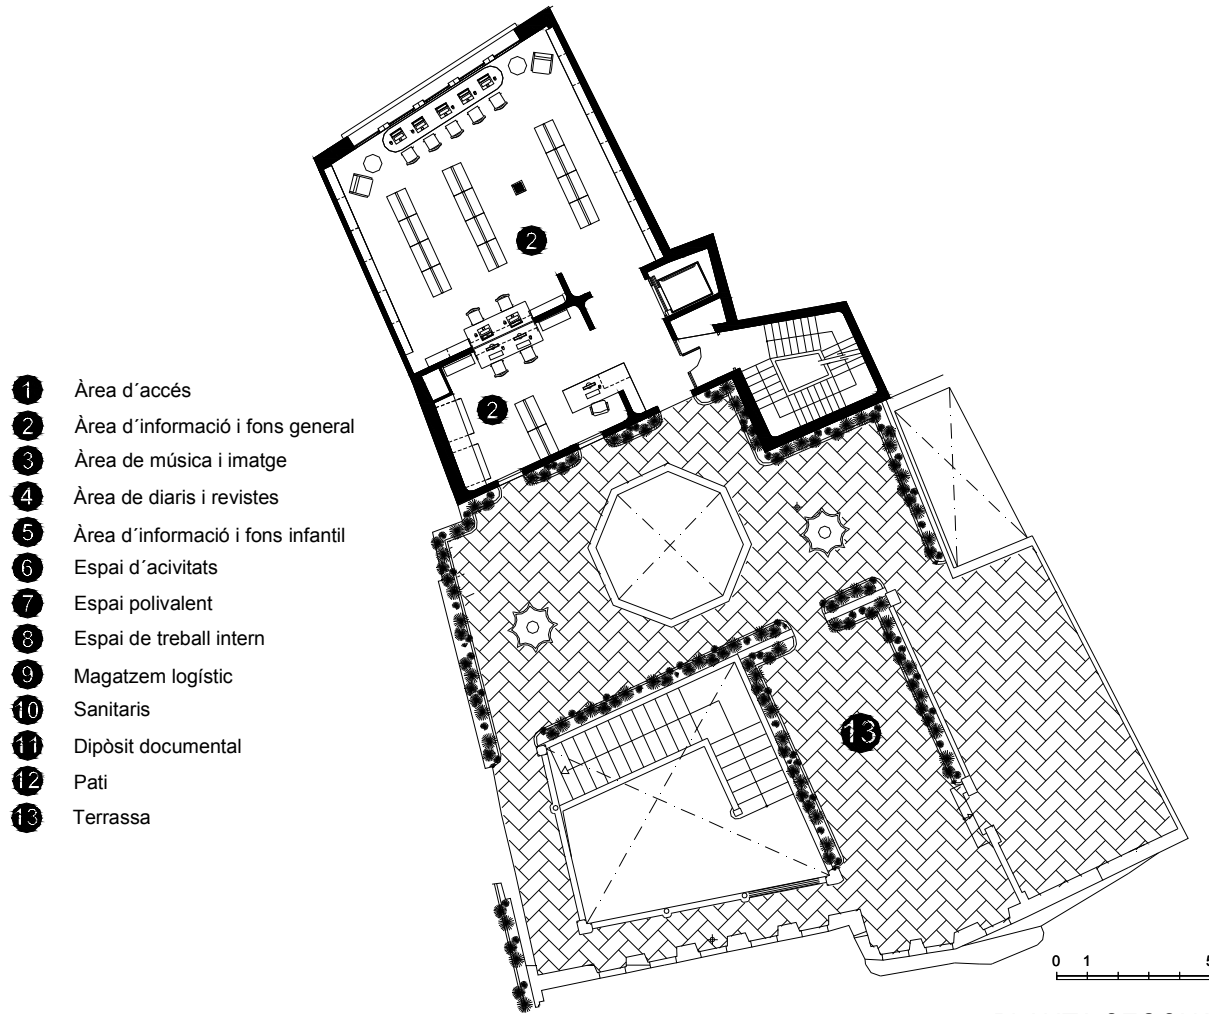 1 Àrea d´accés
2 Àrea d´informació i fons general
3 Àrea de música i imatge
4 Àrea de diaris i revistes
5 Àrea d´informació i fons infantil
6 Espai d´acivitats
7 Espai polivalent
8 Espai de treball intern
9 Magatzem logístic
10 Sanitaris
11 Dipòsit documental
12 Pati
13 Terrassa
2
2
13
0 1 5